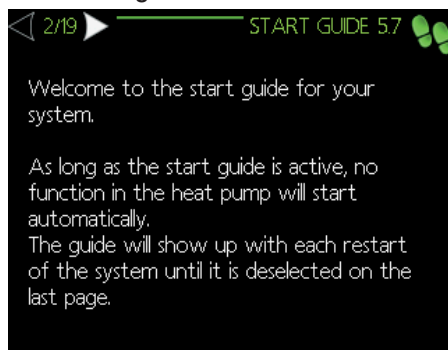 2/19
START GUIDE 5.7
Welcome to the start guide for your
system.
As long as the start guide is active, no
function in the heat pump will start
automatically.
The guide will show up with each restart
of the system until it is deselected on the
last page.